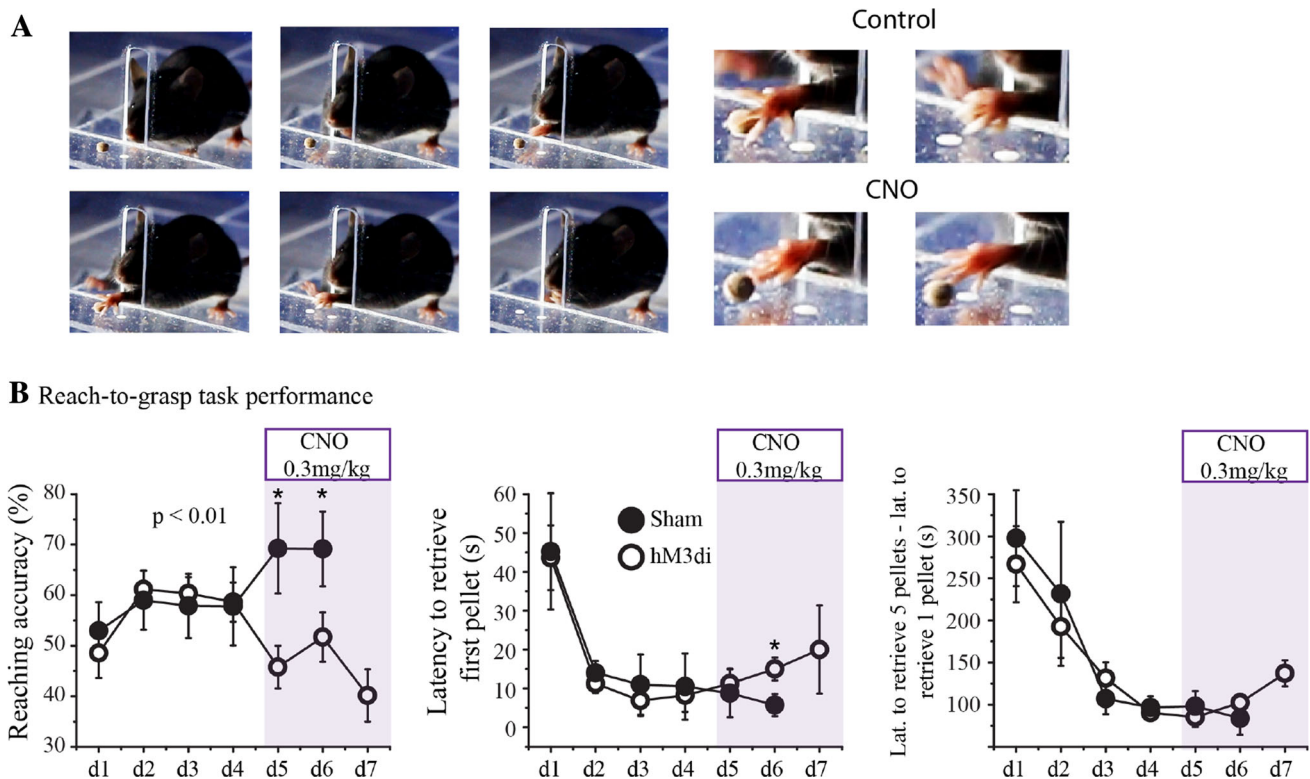 A
Control
CNO
B Reach-to-grasp task performance
CNO
0.3mg/kg
Reaching accuracy (%)
80
70
60
50
40
30
p < 0.01
*
*
d1 d2 d3 d4 d5 d6 d7
CNO
0.3mg/kg
Latency to retrieve
first pellet (s)
60
50
40
30
20
10
0
Sham
hM3di
*
d1 d2 d3 d4 d5 d6 d7
CNO
0.3mg/kg
Lat. to retrieve 5 pellets - lat. to
retrieve 1 pellet (s)
350
300
250
200
150
100
d1 d2 d3 d4 d5 d6 d7